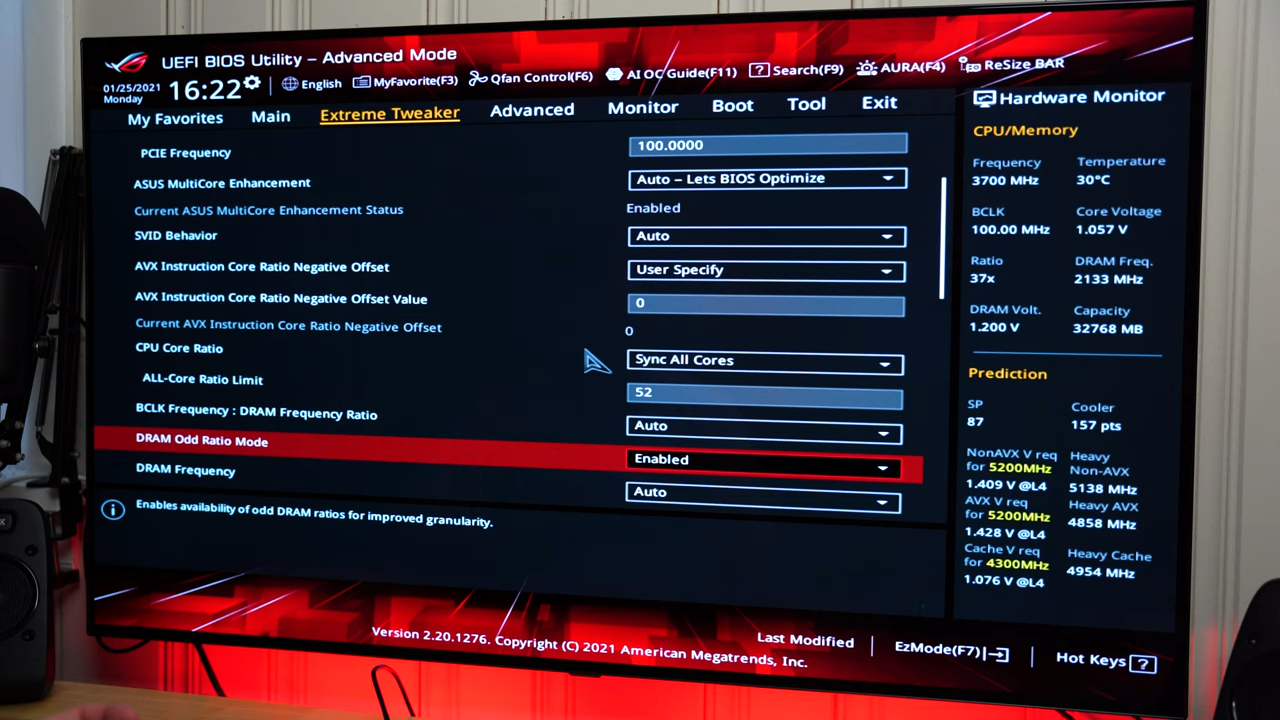 UEFI BIOS Utility – Advanced Mode
01/25/2021
Monday
16:22
English
MyFavorite(F3)
Qfan Control(F6)
AI OC Guide(F11)
? Search(F9)
AURA(F4)
ReSize BAR
My Favorites
Main
Extreme Tweaker
Advanced
Monitor
Boot
Tool
Exit
PCIE Frequency 100.0000
ASUS MultiCore Enhancement Auto – Lets BIOS Optimize
Current ASUS MultiCore Enhancement Status Enabled
SVID Behavior Auto
AVX Instruction Core Ratio Negative Offset User Specify
AVX Instruction Core Ratio Negative Offset Value 0
Current AVX Instruction Core Ratio Negative Offset 0
CPU Core Ratio Sync All Cores
ALL-Core Ratio Limit 52
BCLK Frequency : DRAM Frequency Ratio Auto
DRAM Odd Ratio Mode Enabled
DRAM Frequency Auto
i Enables availability of odd DRAM ratios for improved granularity.
Hardware Monitor
CPU/Memory
Frequency Temperature
3700 MHz 30°C
BCLK Core Voltage
100.00 MHz 1.057 V
Ratio DRAM Freq.
37x 2133 MHz
DRAM Volt. Capacity
1.200 V 32768 MB
Prediction
SP Cooler
87 157 pts
NonAVX V req Heavy
for 5200MHz Non-AVX
1.409 V @L4 5138 MHz
AVX V req Heavy AVX
for 5200MHz 4858 MHz
1.428 V @L4
Cache V req Heavy Cache
for 4300MHz 4954 MHz
1.076 V @L4
Version 2.20.1276. Copyright (C) 2021 American Megatrends, Inc.
Last Modified
EzMode(F7)
Hot Keys ?